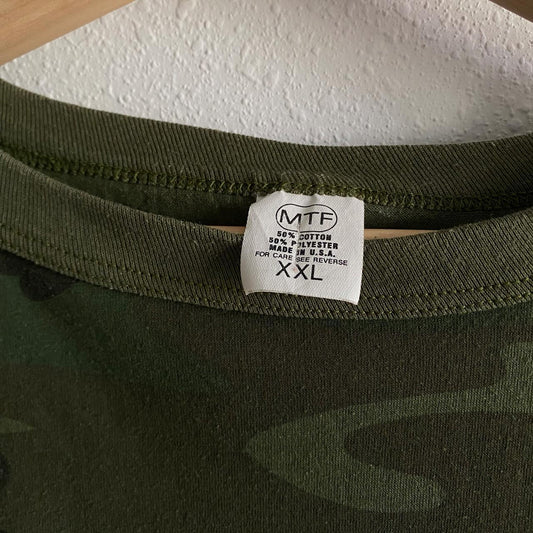 MTF
50% COTTON
50% POLYESTER
MADE IN U.S.A.
FOR CARE SEE REVERSE
XXL